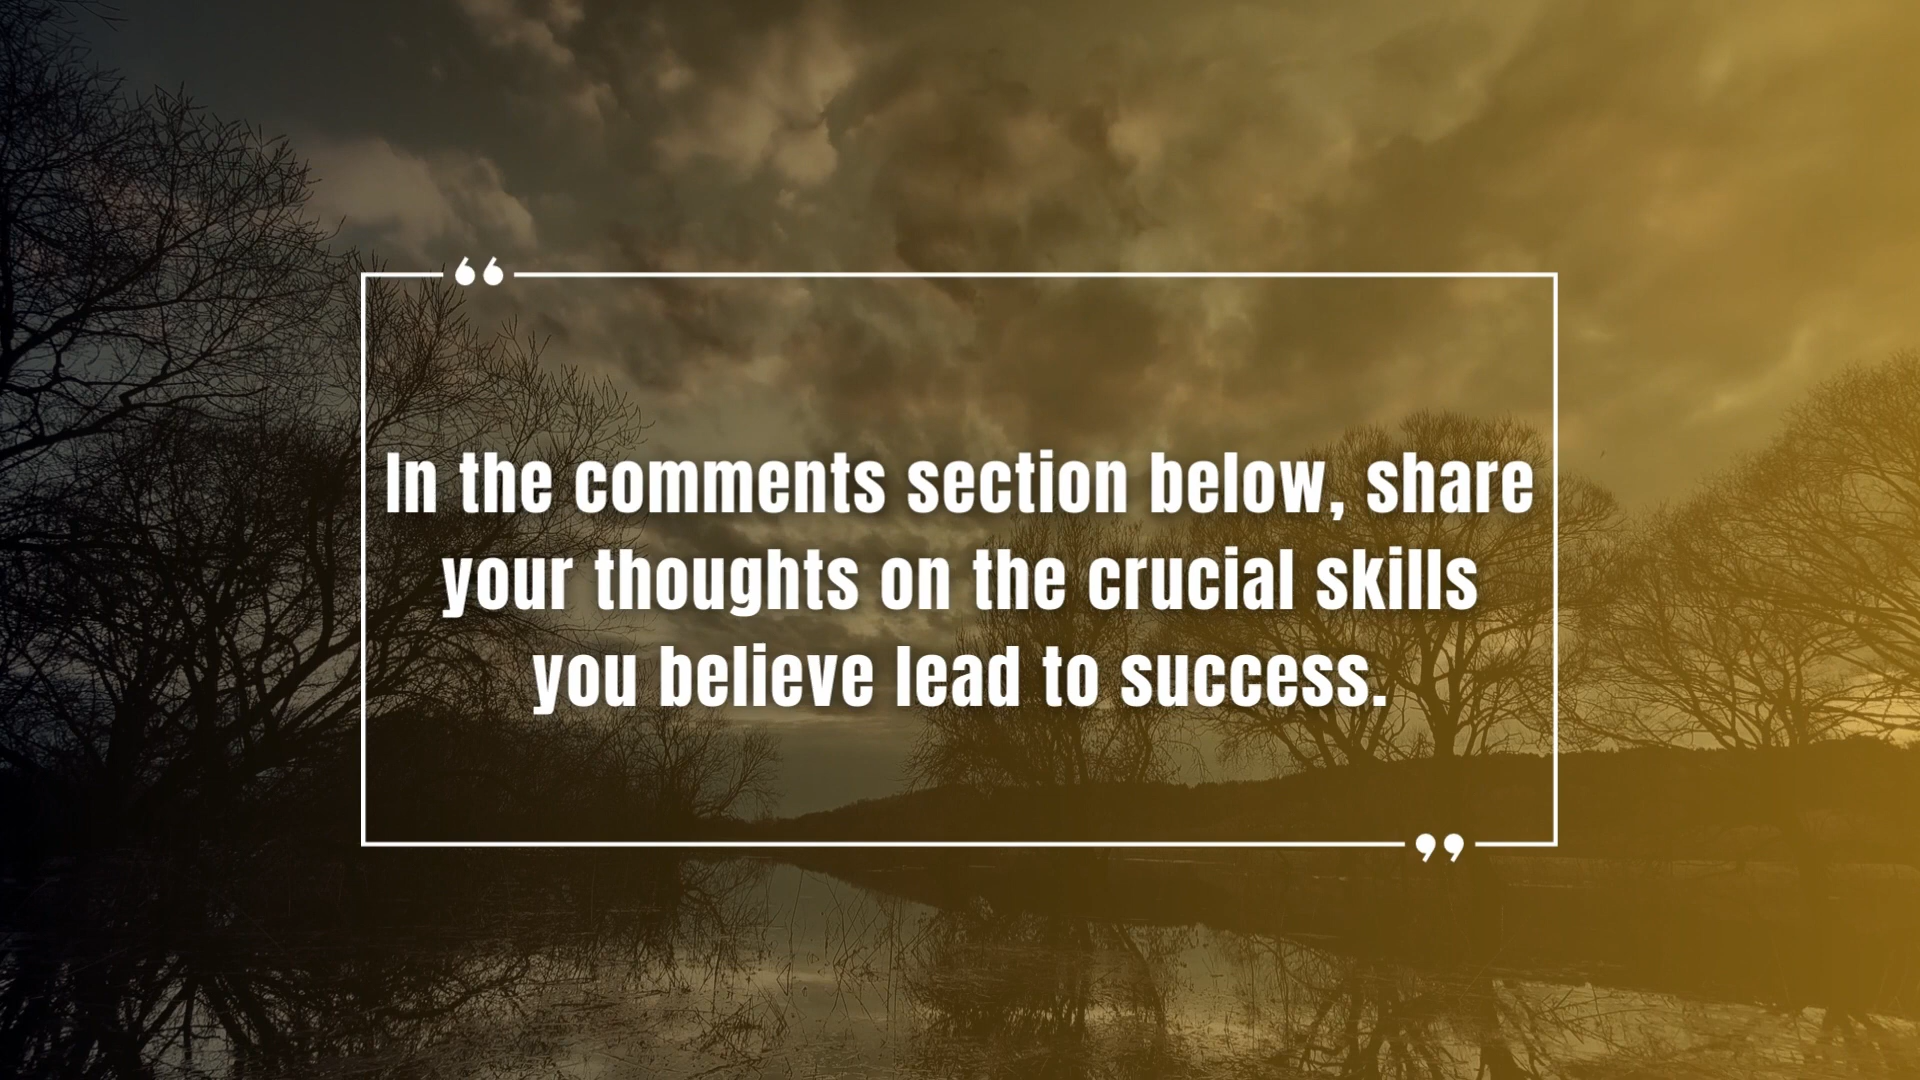 “
In the comments section below, share
your thoughts on the crucial skills
you believe lead to success.
”